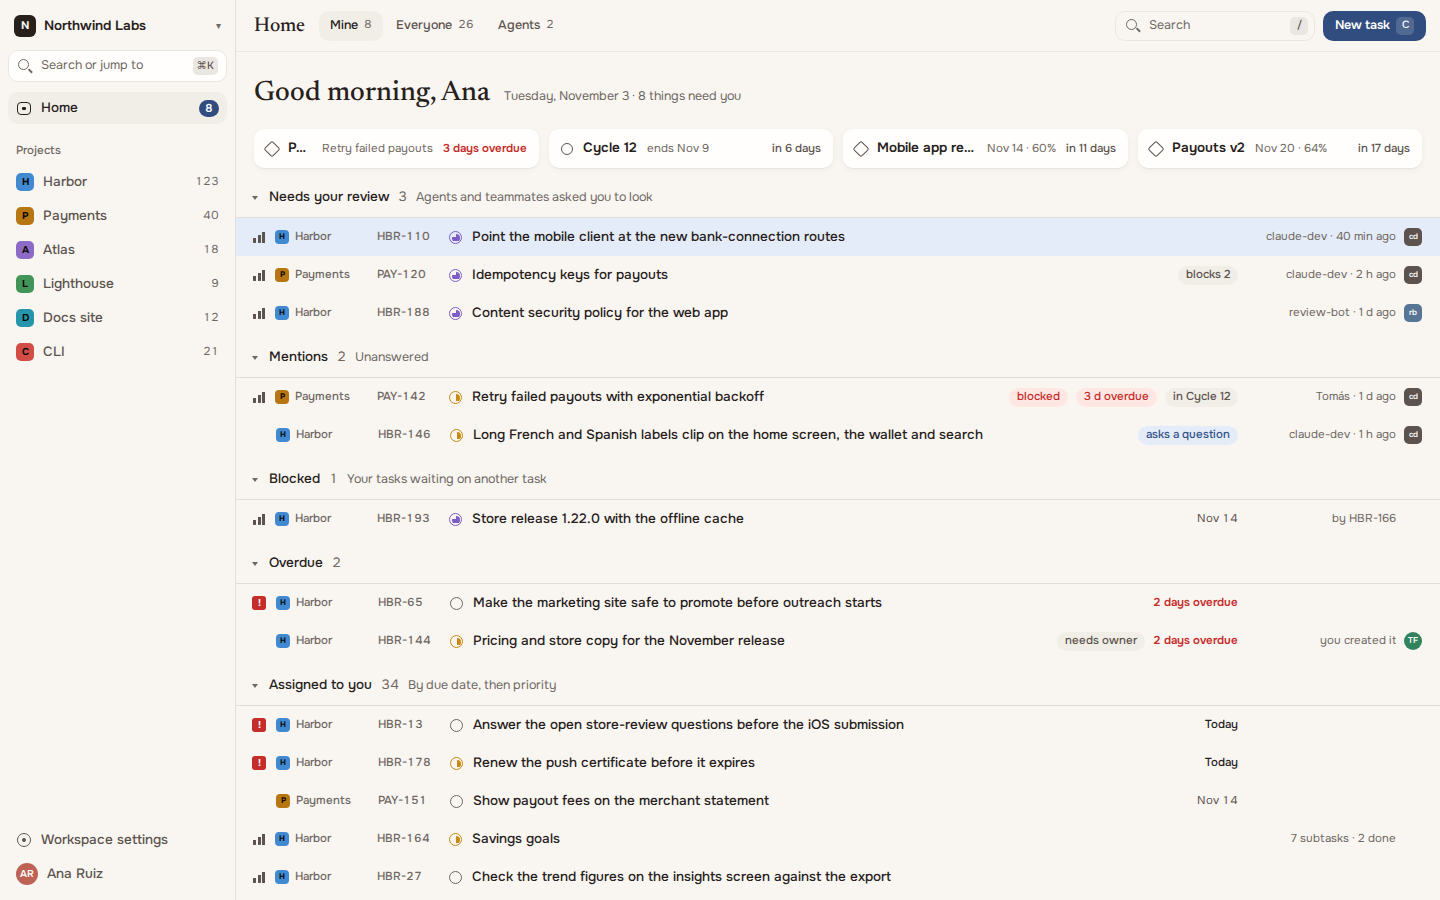 N Northwind Labs
Search or jump to ⌘K
Home 8
Projects
H Harbor 123
P Payments 40
A Atlas 18
L Lighthouse 9
D Docs site 12
C CLI 21
Workspace settings
AR Ana Ruiz
Home Mine 8 Everyone 26 Agents 2 Search / New task C
Good morning, Ana Tuesday, November 3 · 8 things need you
P... Retry failed payouts 3 days overdue
Cycle 12 ends Nov 9 in 6 days
Mobile app re... Nov 14 · 60% in 11 days
Payouts v2 Nov 20 · 64% in 17 days
Needs your review 3 Agents and teammates asked you to look
H Harbor HBR-110 Point the mobile client at the new bank-connection routes claude-dev · 40 min ago cd
P Payments PAY-120 Idempotency keys for payouts blocks 2 claude-dev · 2 h ago cd
H Harbor HBR-188 Content security policy for the web app review-bot · 1 d ago rb
Mentions 2 Unanswered
P Payments PAY-142 Retry failed payouts with exponential backoff blocked 3 d overdue in Cycle 12 Tomás · 1 d ago cd
H Harbor HBR-146 Long French and Spanish labels clip on the home screen, the wallet and search asks a question claude-dev · 1 h ago cd
Blocked 1 Your tasks waiting on another task
H Harbor HBR-193 Store release 1.22.0 with the offline cache Nov 14 by HBR-166
Overdue 2
! H Harbor HBR-65 Make the marketing site safe to promote before outreach starts 2 days overdue
H Harbor HBR-144 Pricing and store copy for the November release needs owner 2 days overdue you created it TF
Assigned to you 34 By due date, then priority
! H Harbor HBR-13 Answer the open store-review questions before the iOS submission Today
! H Harbor HBR-178 Renew the push certificate before it expires Today
P Payments PAY-151 Show payout fees on the merchant statement Nov 14
H Harbor HBR-164 Savings goals 7 subtasks · 2 done
H Harbor HBR-27 Check the trend figures on the insights screen against the export